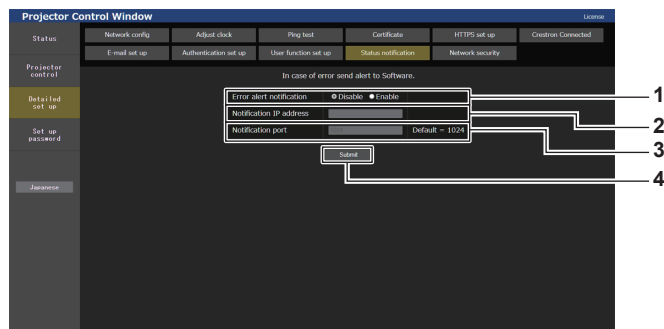 Projector Control Window
License
Status
Network config
Adjust clock
Ping test
Certificate
HTTPS set up
Crestron Connected
E-mail set up
Authentication set up
User function set up
Status notification
Network security
Projector
control
In case of error send alert to Software.
Detailed
set up
Error alert notification
Disable
Enable
1
Notification IP address
2
Set up
password
Notification port
Default = 1024
3
Submit
4
Japanese